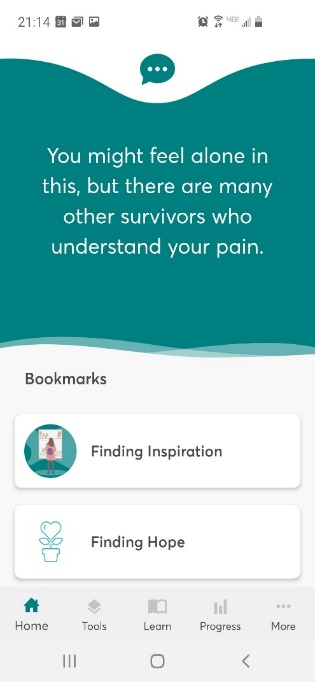 21:14
You might feel alone in
this, but there are many
other survivors who
understand your pain.
Bookmarks
Finding Inspiration
Finding Hope
Home Tools Learn Progress More